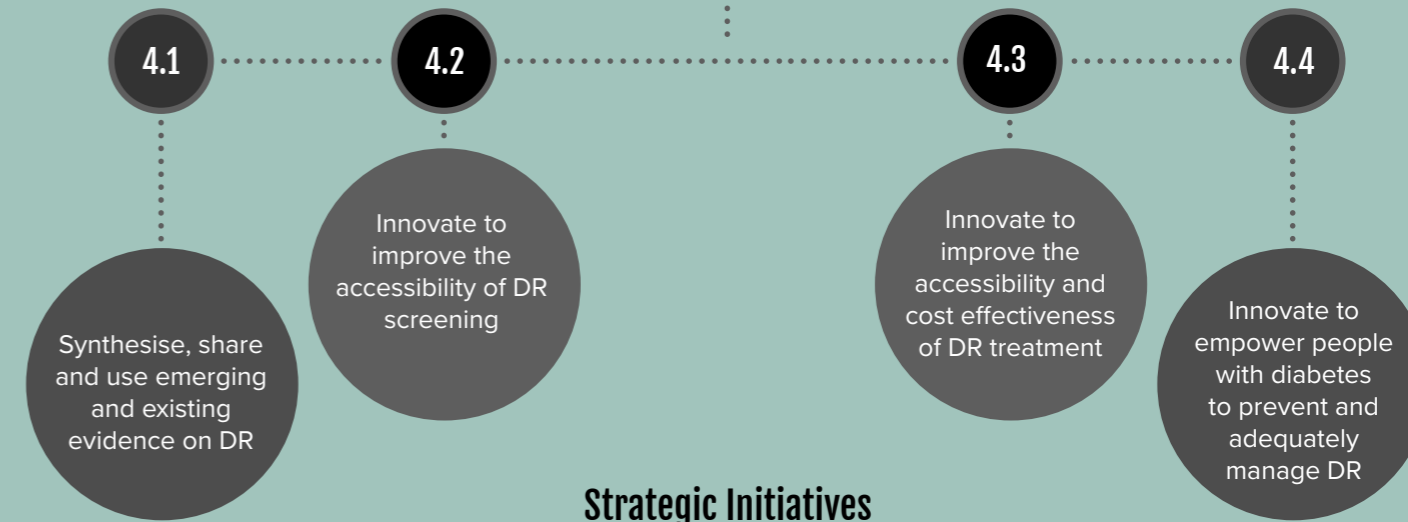 4.1
4.2
4.3
4.4
Synthesise, share
and use emerging
and existing
evidence on DR
Innovate to
improve the
accessibility of DR
screening
Innovate to
improve the
accessibility and
cost effectiveness
of DR treatment
Innovate to
empower people
with diabetes
to prevent and
adequately
manage DR
Strategic Initiatives